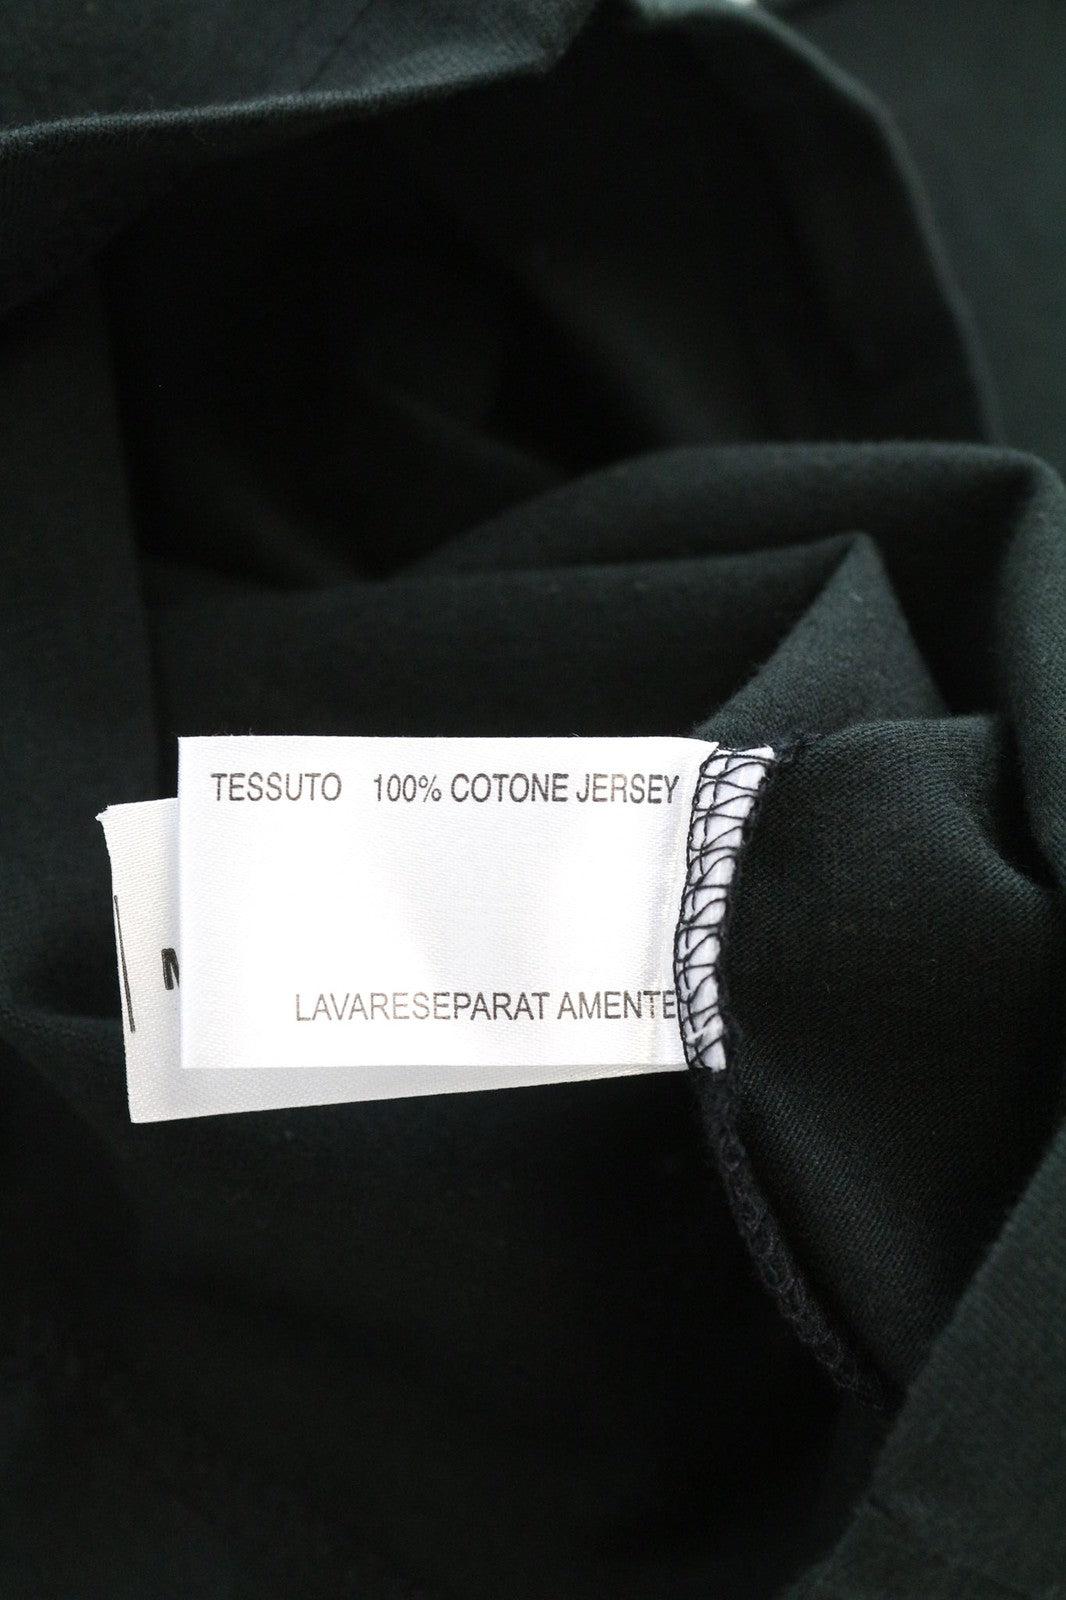 TESSUTO 100% COTONE JERSEY
LAVARESEPARAT AMENTE